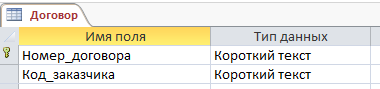 Договор
Имя поля Тип данных
Номер_договора Короткий текст
Код_заказчика Короткий текст